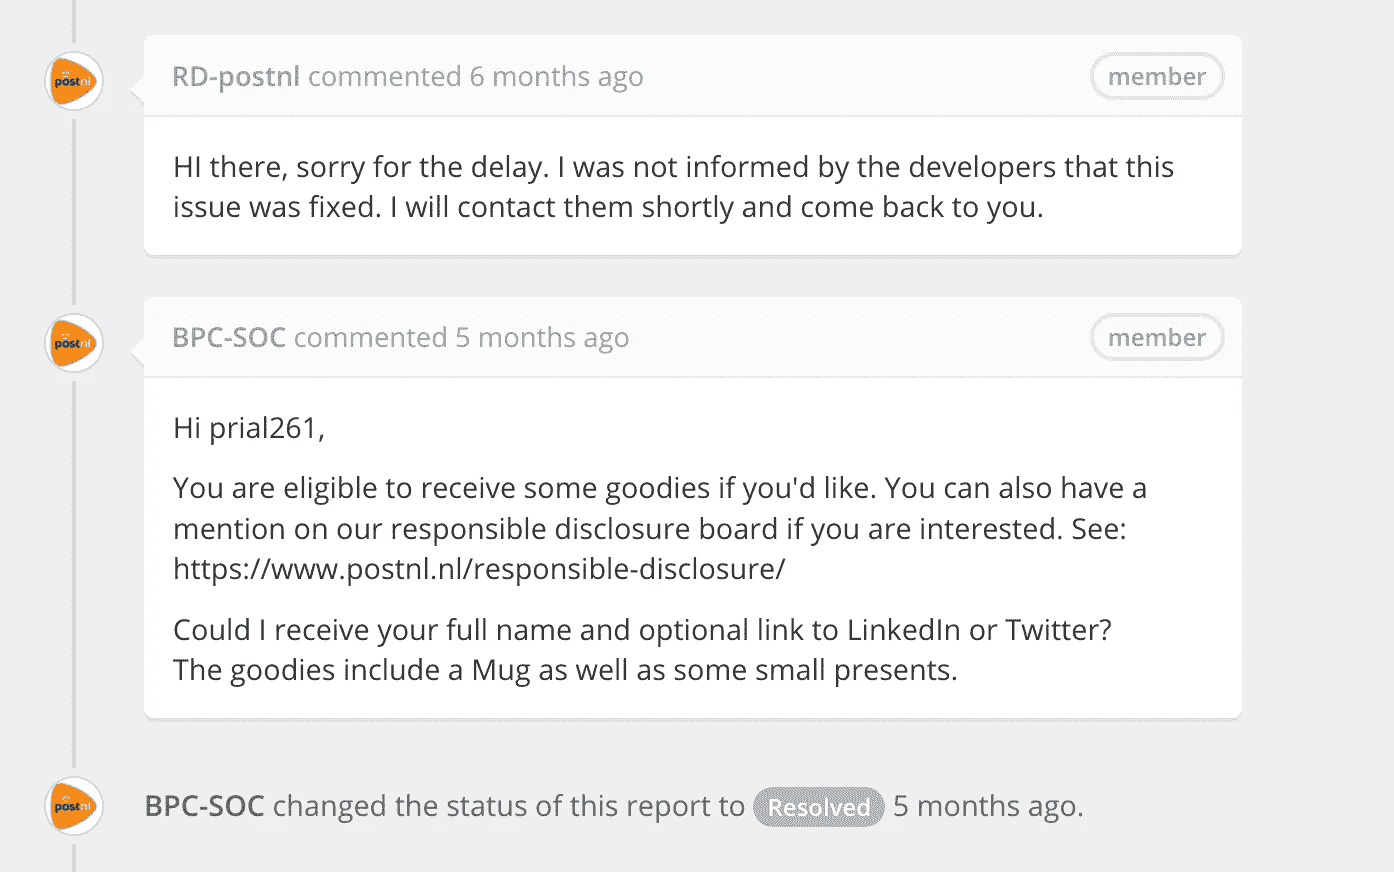 RD-postnl commented 6 months ago
member
postnl
HI there, sorry for the delay. I was not informed by the developers that this
issue was fixed. I will contact them shortly and come back to you.
BPC-SOC commented 5 months ago
member
postnl
Hi prial261,
You are eligible to receive some goodies if you'd like. You can also have a
mention on our responsible disclosure board if you are interested. See:
https://www.postnl.nl/responsible-disclosure/
Could I receive your full name and optional link to LinkedIn or Twitter?
The goodies include a Mug as well as some small presents.
postnl
BPC-SOC changed the status of this report to Resolved 5 months ago.